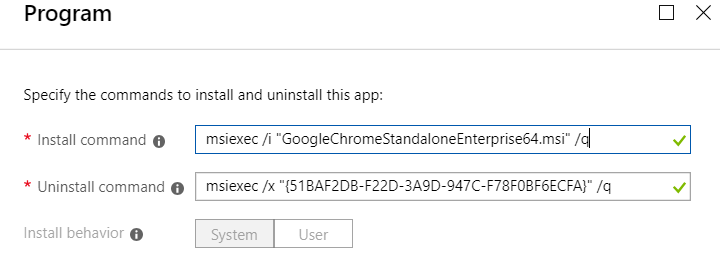 Program
Specify the commands to install and uninstall this app:
* Install command msiexec /i "GoogleChromeStandaloneEnterprise64.msi" /q
* Uninstall command msiexec /x "{51BAF2DB-F22D-3A9D-947C-F78F0BF6ECFA}" /q
Install behavior System User